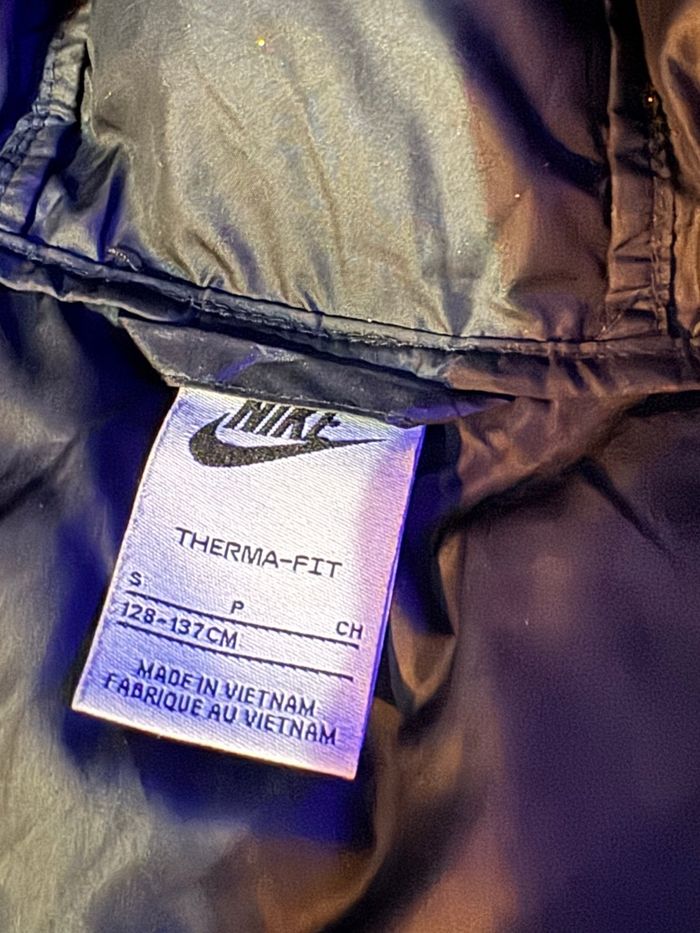 NIKE
THERMA-FIT
S P CH
128-137CM
MADE IN VIETNAM
FABRIQUE AU VIETNAM